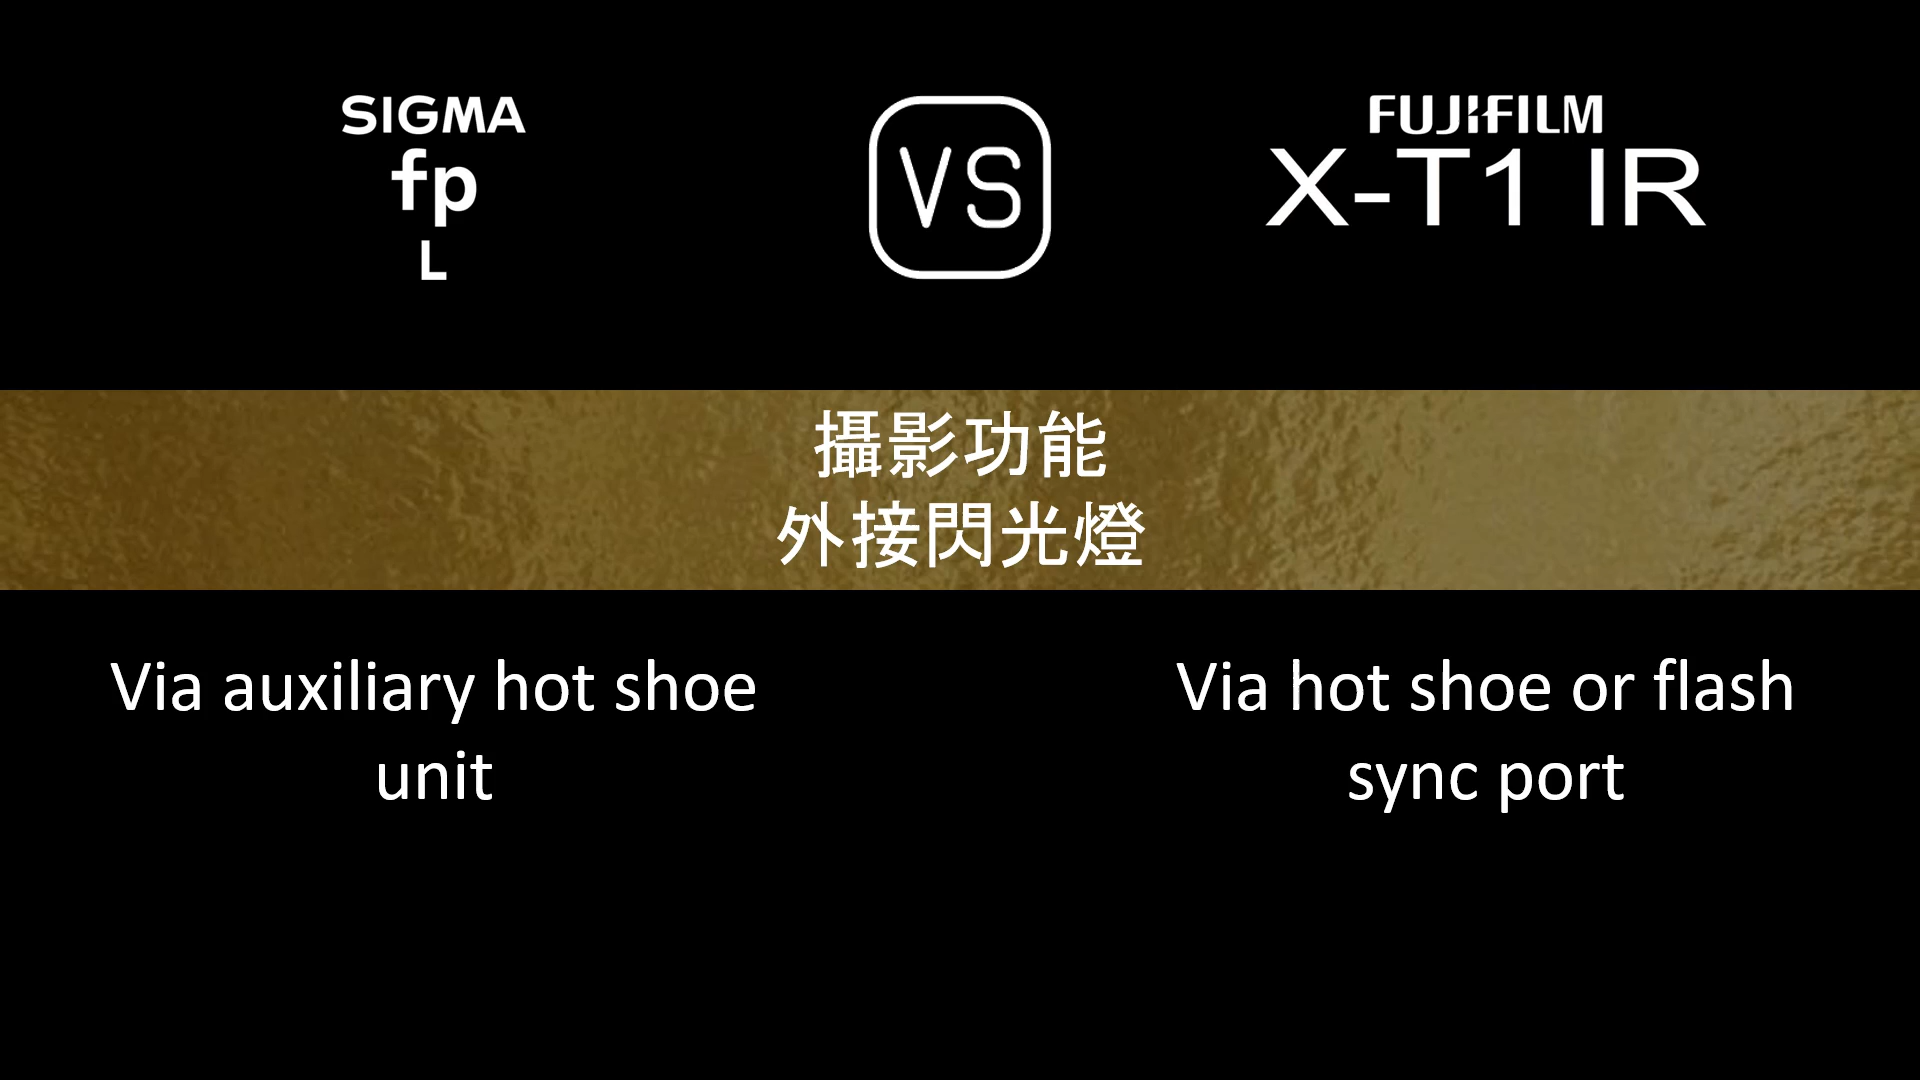 SIGMA
fp
L
VS
FUJIFILM
X-T1 IR
攝影功能
外接閃光燈
Via auxiliary hot shoe
unit
Via hot shoe or flash
sync port